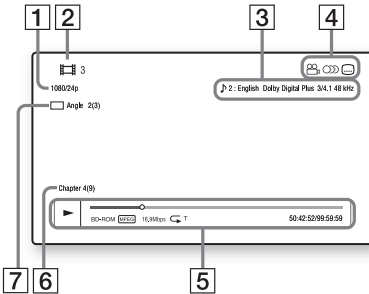 1 2 3 4
3
1080/24p
2 : English Dolby Digital Plus 3/4.1 48 kHz
Angle 2(3)
Chapter 4(9)
BD-ROM MPEG 16,9Mbps T 50:42:52/99:59:59
7 6 5